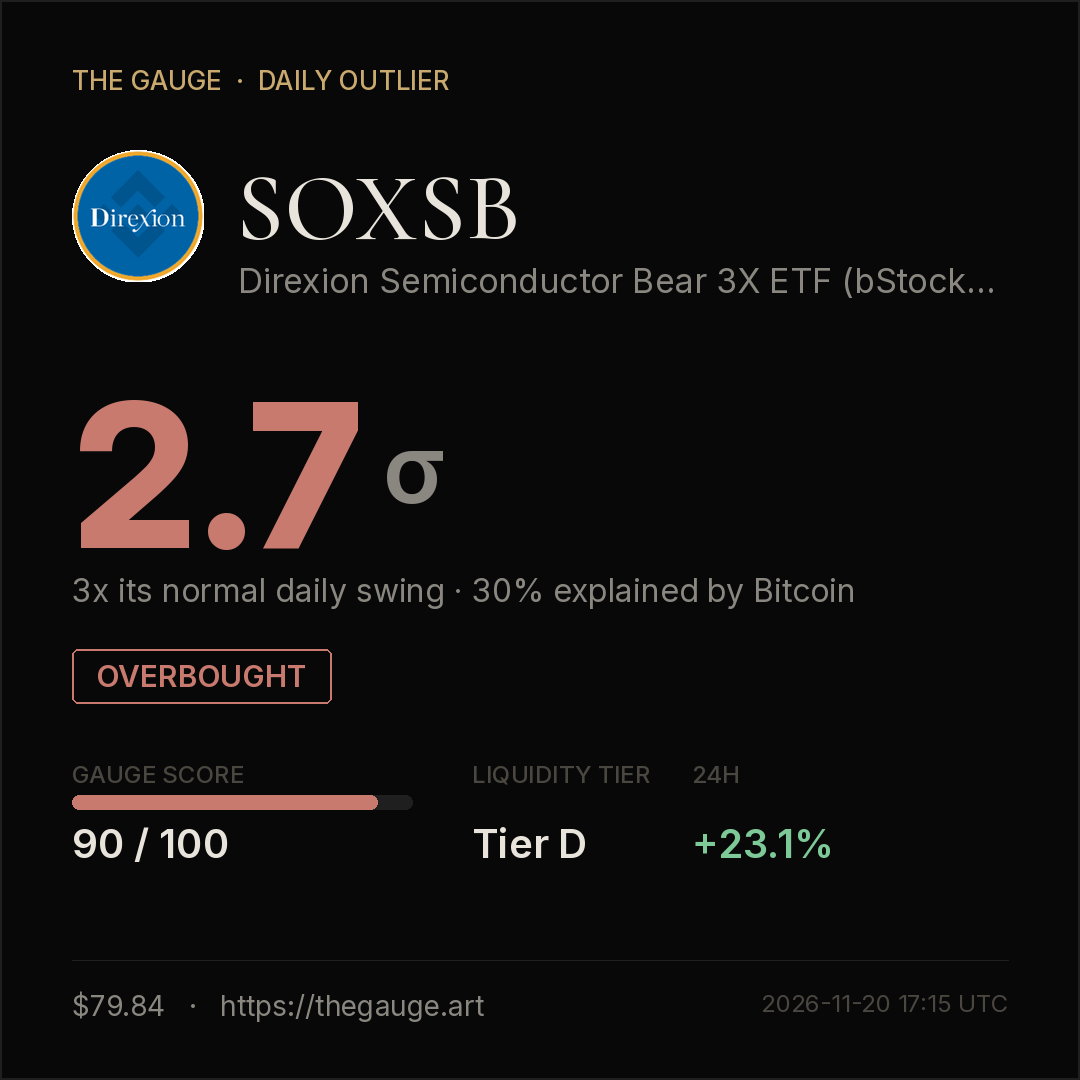 THE GAUGE · DAILY OUTLIER
Direxion
SOXSB
Direxion Semiconductor Bear 3X ETF (bStock...
2.7 σ
3x its normal daily swing · 30% explained by Bitcoin
OVERBOUGHT
GAUGE SCORE LIQUIDITY TIER 24H
90 / 100 Tier D +23.1%
$79.84 · https://thegauge.art 2026-11-20 17:15 UTC